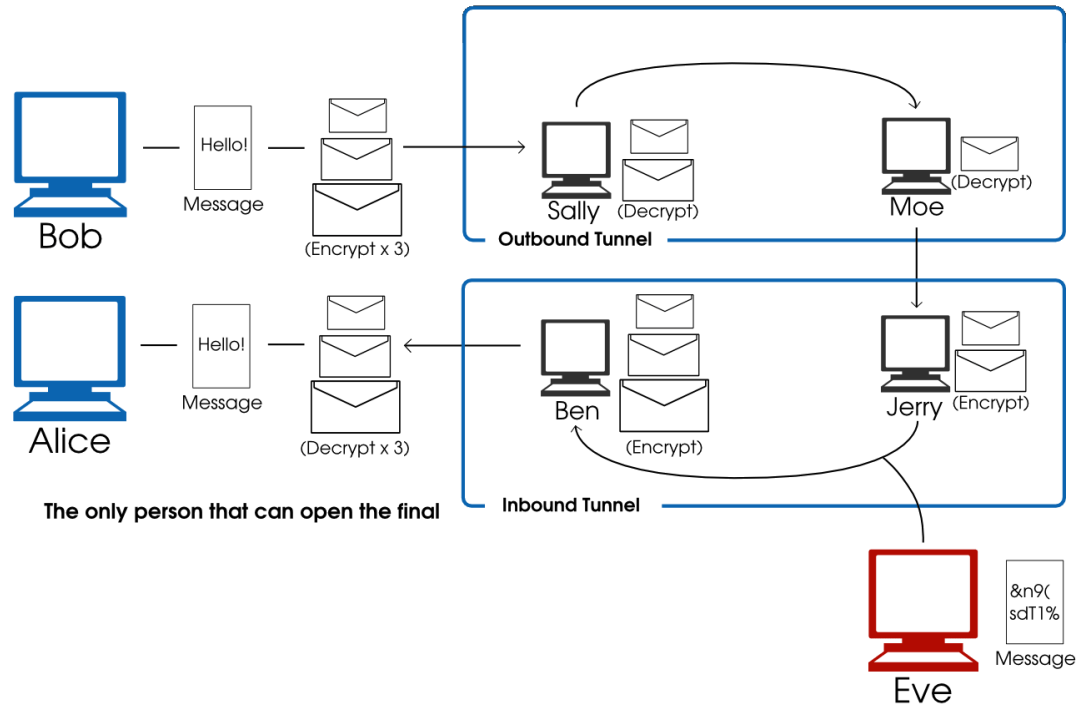 Hello!
Message
Bob
(Encrypt x 3)
Sally
(Decrypt)
Moe
(Decrypt)
Outbound Tunnel
Hello!
Message
Alice
(Decrypt x 3)
Ben
(Encrypt)
Jerry
(Encrypt)
Inbound Tunnel
The only person that can open the final
&n9(
sdT1%
Message
Eve